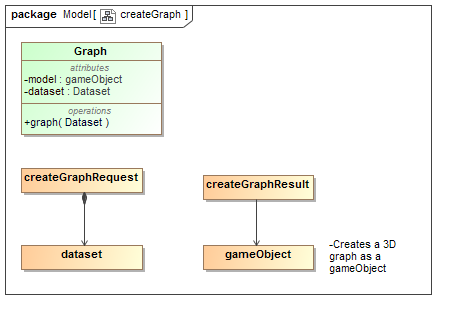 package Model [ createGraph ]
Graph
attributes
-model : gameObject
-dataset : Dataset
operations
+graph( Dataset )
createGraphRequest
createGraphResult
dataset
gameObject
-Creates a 3D
graph as a
gameObject